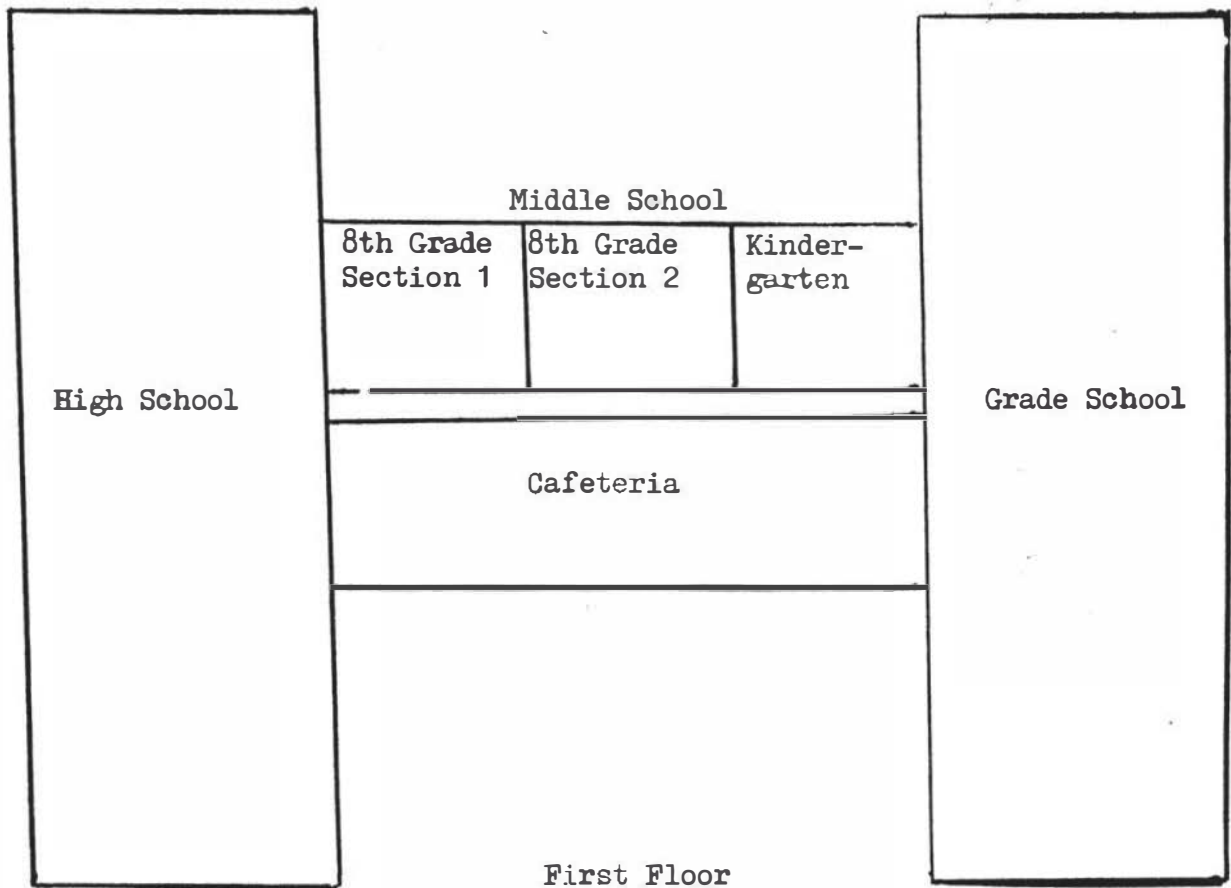 Middle School
8th Grade
Section 1
8th Grade
Section 2
Kinder-
garten
High School
Grade School
Cafeteria
First Floor